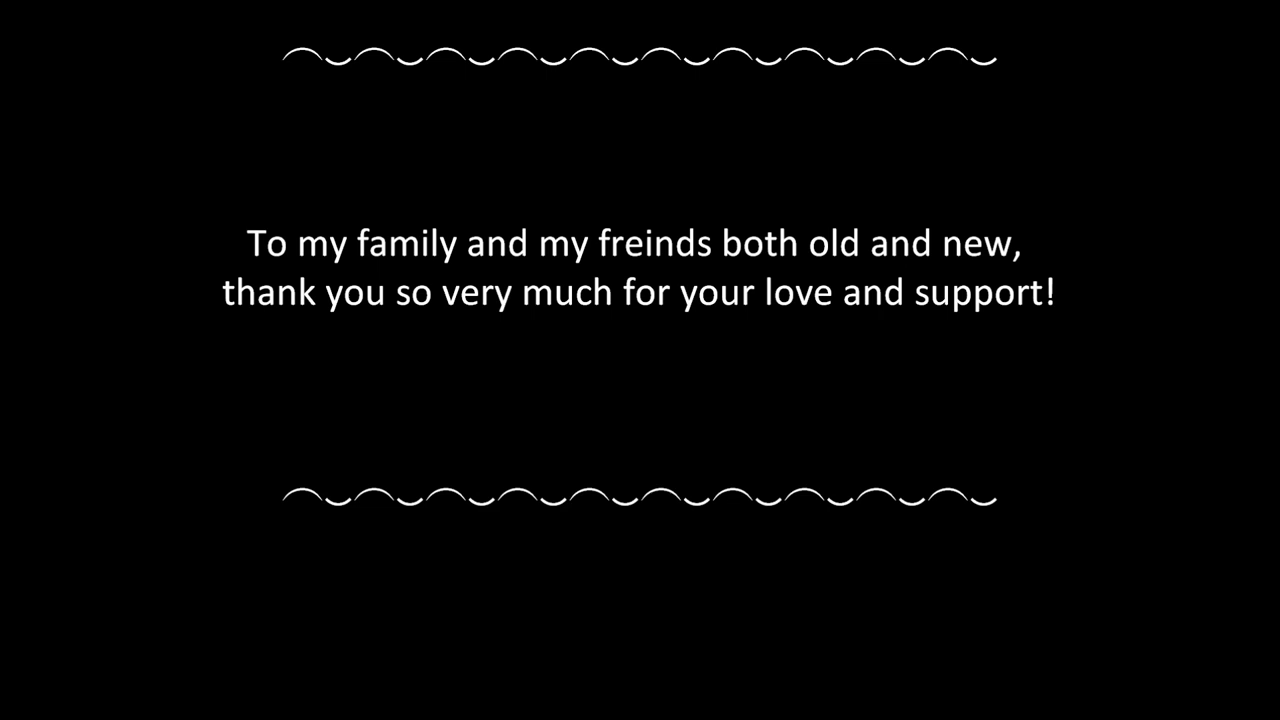 To my family and my freinds both old and new,
thank you so very much for your love and support!